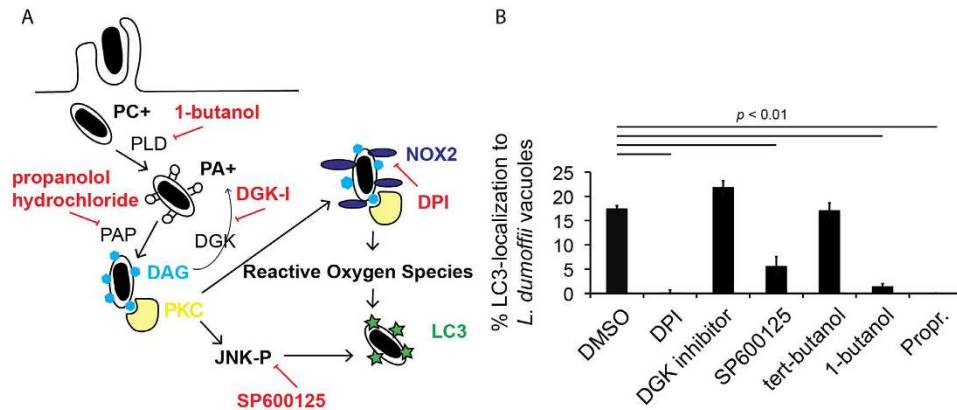 A
PC+
1-butanol
PLD
PA+
propanolol
hydrochloride
DGK-I
PAP
DGK
DAG
PKC
NOX2
DPI
Reactive Oxygen Species
LC3
JNK-P
SP600125
B
p < 0.01
% LC3-localization to
L. dumoffii vacuoles
25
20
15
10
5
0
DMSO
DPI
DGK inhibitor
SP600125
tert-butanol
1-butanol
Propr.